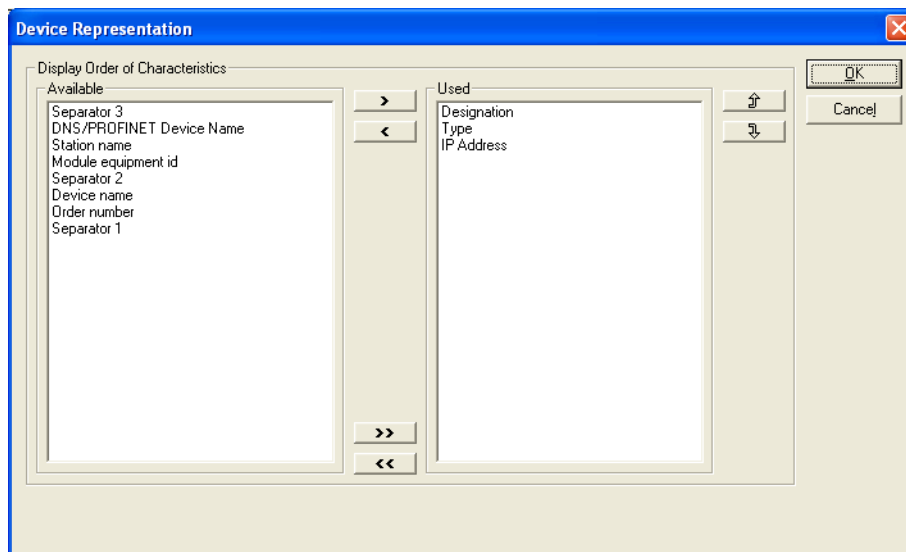 Device Representation
Display Order of Characteristics
Available
Separator 3
DNS/PROFINET Device Name
Station name
Module equipment id
Separator 2
Device name
Order number
Separator 1
>
<
>>
<<
Used
Designation
Type
IP Address
OK
Cancel